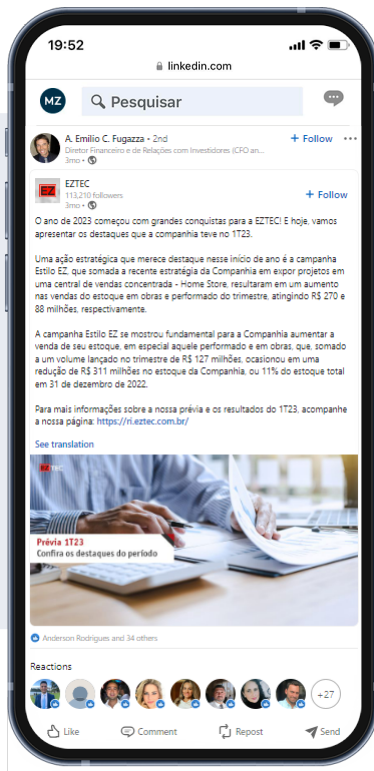 19:52
linkedin.com
MZ
Pesquisar
A. Emilio C. Fugazza • 2nd
+ Follow
Diretor Financeiro e de Relações com Investidores (CFO an...
3mo •
EZ
EZTEC
113,210 followers
+ Follow
3mo •
O ano de 2023 começou com grandes conquistas para a EZTEC! E hoje, vamos
apresentar os destaques que a companhia teve no 1T23.
Uma ação estratégica que merece destaque nesse início de ano é a campanha
Estilo EZ, que somada a recente estratégia da Companhia em expor projetos em
uma central de vendas concentrada - Home Store, resultaram em um aumento
nas vendas do estoque em obras e performado do trimestre, atingindo R$ 270 e
88 milhões, respectivamente.
A campanha Estilo EZ se mostrou fundamental para a Companhia aumentar a
venda de seu estoque, em especial aquele performado e em obras, que, somado
a um volume lançado no trimestre de R$ 127 milhões, ocasionou em uma
redução de R$ 311 milhões no estoque da Companhia, ou 11% do estoque total
em 31 de dezembro de 2022.
Para mais informações sobre a nossa prévia e os resultados do 1T23, acompanhe
a nossa página: https://ri.eztec.com.br/
See translation
EZTEC
Prévia 1T23
Confira os destaques do período
Anderson Rodrigues and 34 others
Reactions
+27
Like
Comment
Repost
Send